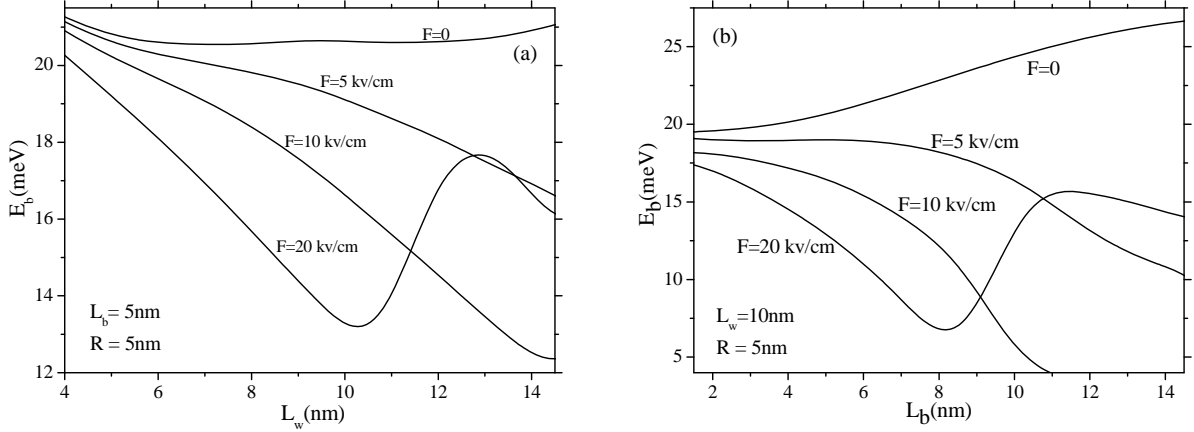 20
18
16
14
12
E_b(meV)
F=0
(a)
F=5 kv/cm
F=10 kv/cm
F=20 kv/cm
L_b= 5nm
R = 5nm
4 6 8 10 12 14
L_w(nm)
25
20
15
10
5
E_b(meV)
(b)
F=0
F=5 kv/cm
F=10 kv/cm
F=20 kv/cm
L_w=10nm
R = 5nm
2 4 6 8 10 12 14
L_b(nm)